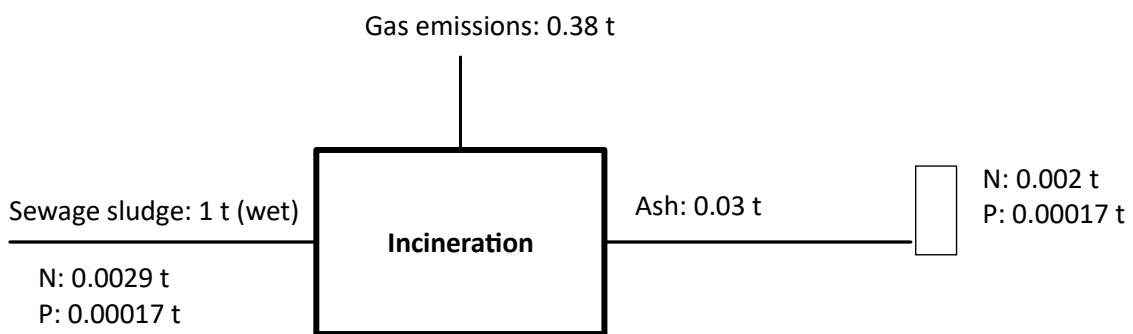 Gas emissions: 0.38 t
Sewage sludge: 1 t (wet)
N: 0.0029 t
P: 0.00017 t
Incineration
Ash: 0.03 t
N: 0.002 t
P: 0.00017 t